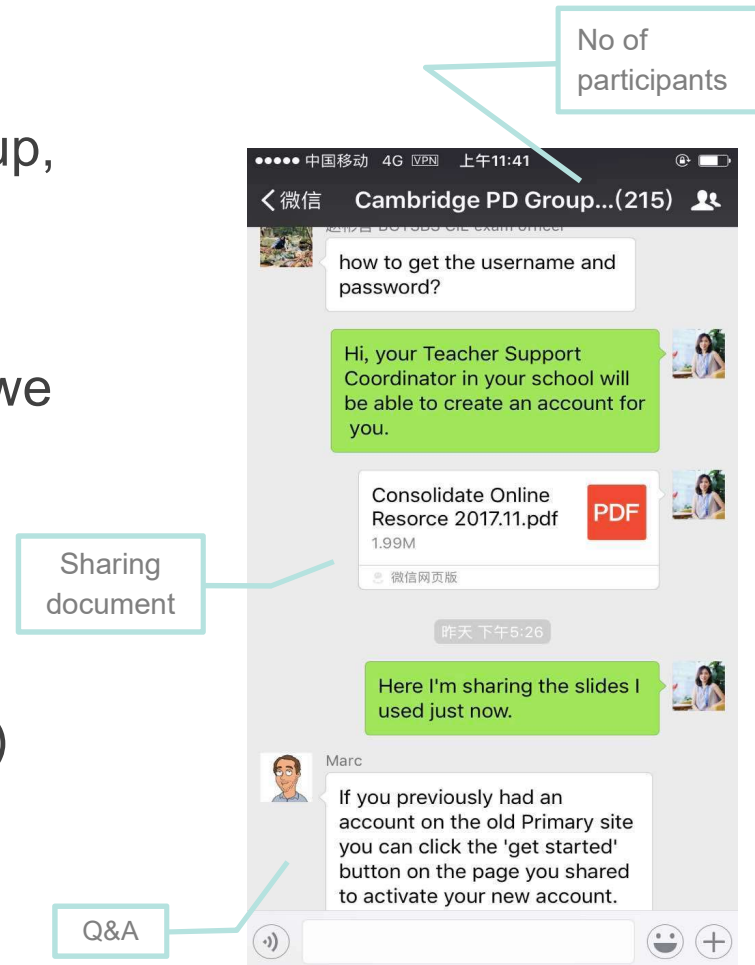 No of
participants
up,
we
)
中国移动 4G VPN 上午11:41
微信 Cambridge PD Group...(215)
CIE exam officer
how to get the username and
password?
Hi, your Teacher Support
Coordinator in your school will
be able to create an account for
you.
Consolidate Online
Resorce 2017.11.pdf
PDF
1.99M
微信网页版
Sharing
document
昨天 下午5:26
Here I'm sharing the slides I
used just now.
Marc
If you previously had an
account on the old Primary site
you can click the 'get started'
button on the page you shared
to activate your new account.
Q&A